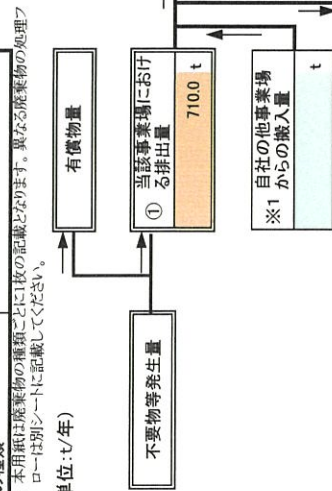 の種類
本用紙は廃棄物の種類ごとに1枚の記載となります。異なる廃棄物の処理フ
ローは別シートに記載してください。
単位:t/年)
不要物等発生量
有償物量
① 当該事業場におけ
る排出量
710.0 t
※1 自社の他事業場
からの搬入量
t